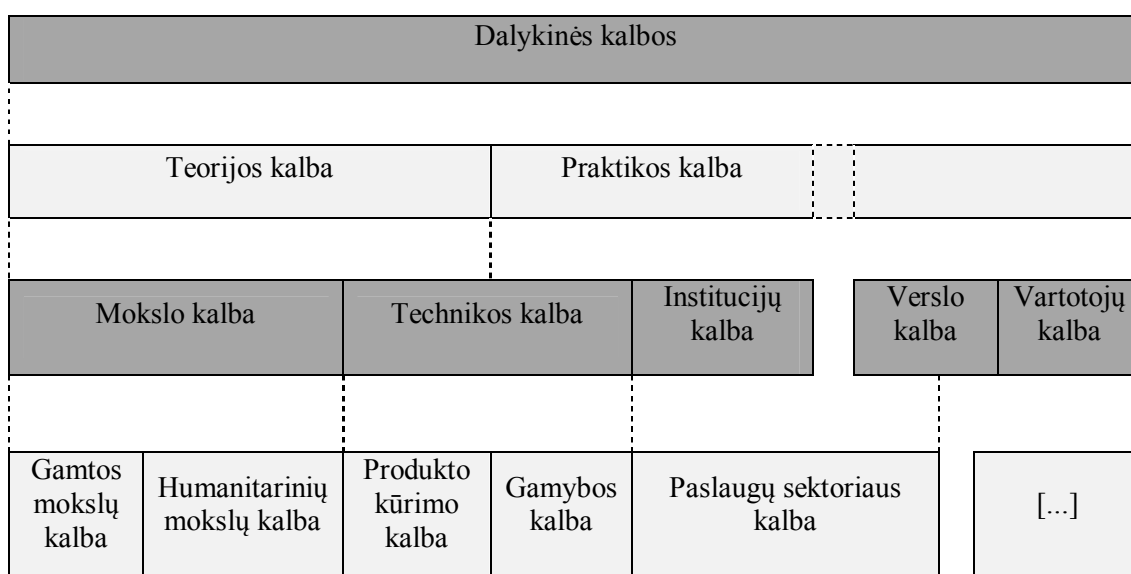 Dalykinės kalbos
Teorijos kalba
Praktikos kalba
Mokslo kalba
Technikos kalba
Institucijų
kalba
Verslo
kalba
Vartotojų
kalba
Gamtos
mokslų
kalba
Humanitarinių
mokslų kalba
Produkto
kūrimo
kalba
Gamybos
kalba
Paslaugų sektoriaus
kalba
[...]